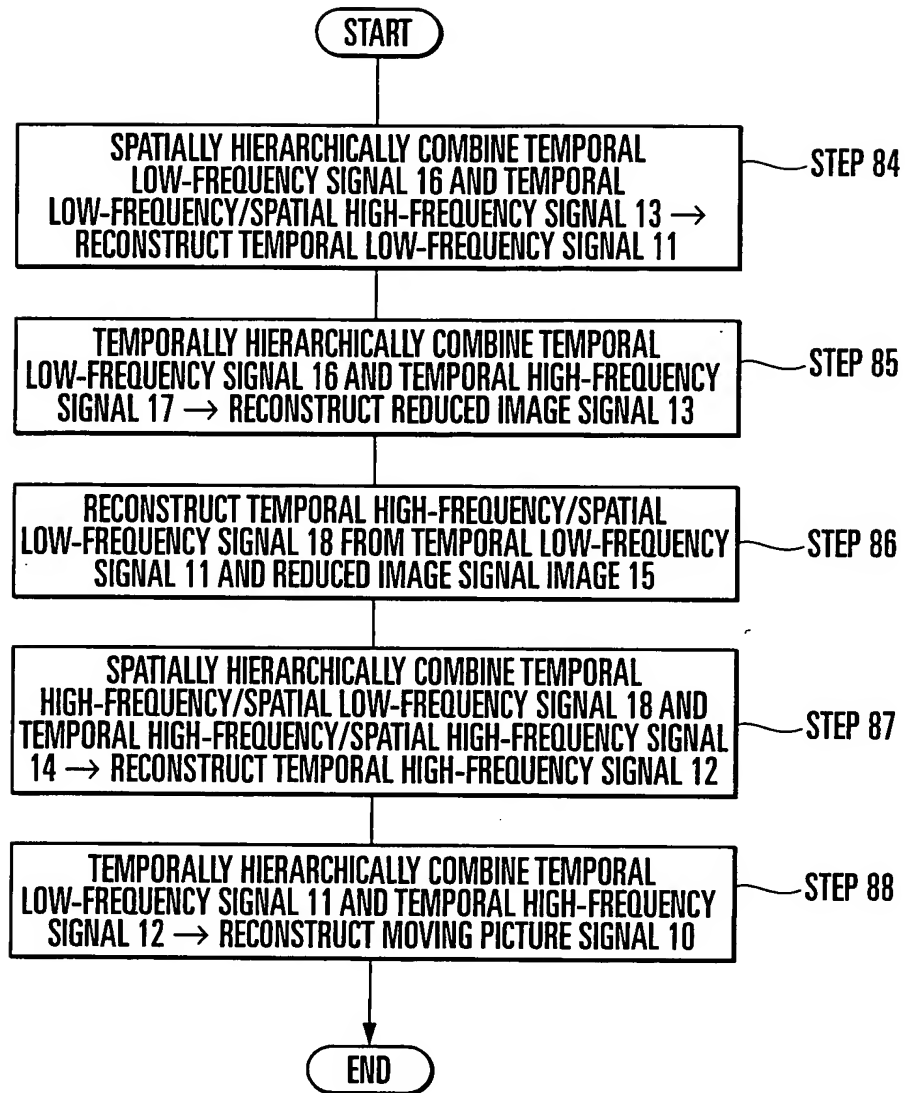 START
SPATIALLY HIERARCHICALLY COMBINE TEMPORAL
LOW-FREQUENCY SIGNAL 16 AND TEMPORAL
LOW-FREQUENCY/SPATIAL HIGH-FREQUENCY SIGNAL 13 →
RECONSTRUCT TEMPORAL LOW-FREQUENCY SIGNAL 11
STEP 84
TEMPORALLY HIERARCHICALLY COMBINE TEMPORAL
LOW-FREQUENCY SIGNAL 16 AND TEMPORAL HIGH-FREQUENCY
SIGNAL 17 → RECONSTRUCT REDUCED IMAGE SIGNAL 13
STEP 85
RECONSTRUCT TEMPORAL HIGH-FREQUENCY/SPATIAL
LOW-FREQUENCY SIGNAL 18 FROM TEMPORAL LOW-FREQUENCY
SIGNAL 11 AND REDUCED IMAGE SIGNAL IMAGE 15
STEP 86
SPATIALLY HIERARCHICALLY COMBINE TEMPORAL
HIGH-FREQUENCY/SPATIAL LOW-FREQUENCY SIGNAL 18 AND
TEMPORAL HIGH-FREQUENCY/SPATIAL HIGH-FREQUENCY SIGNAL
14 → RECONSTRUCT TEMPORAL HIGH-FREQUENCY SIGNAL 12
STEP 87
TEMPORALLY HIERARCHICALLY COMBINE TEMPORAL
LOW-FREQUENCY SIGNAL 11 AND TEMPORAL HIGH-FREQUENCY
SIGNAL 12 → RECONSTRUCT MOVING PICTURE SIGNAL 10
STEP 88
END